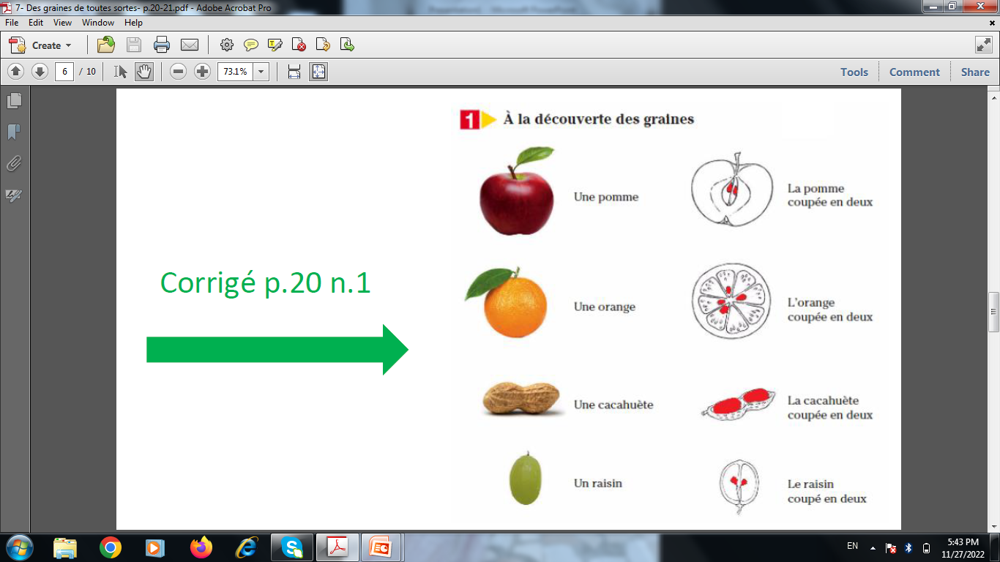 7- Des graines de toutes sortes- p.20-21.pdf - Adobe Acrobat Pro
File Edit View Window Help
Create
6 / 10
73.1%
Tools Comment Share
1 À la découverte des graines
Une pomme
La pomme
coupée en deux
Corrigé p.20 n.1
Une orange
L'orange
coupée en deux
Une cacahuète
La cacahuète
coupée en deux
Un raisin
Le raisin
coupé en deux
EN
5:43 PM
11/27/2022